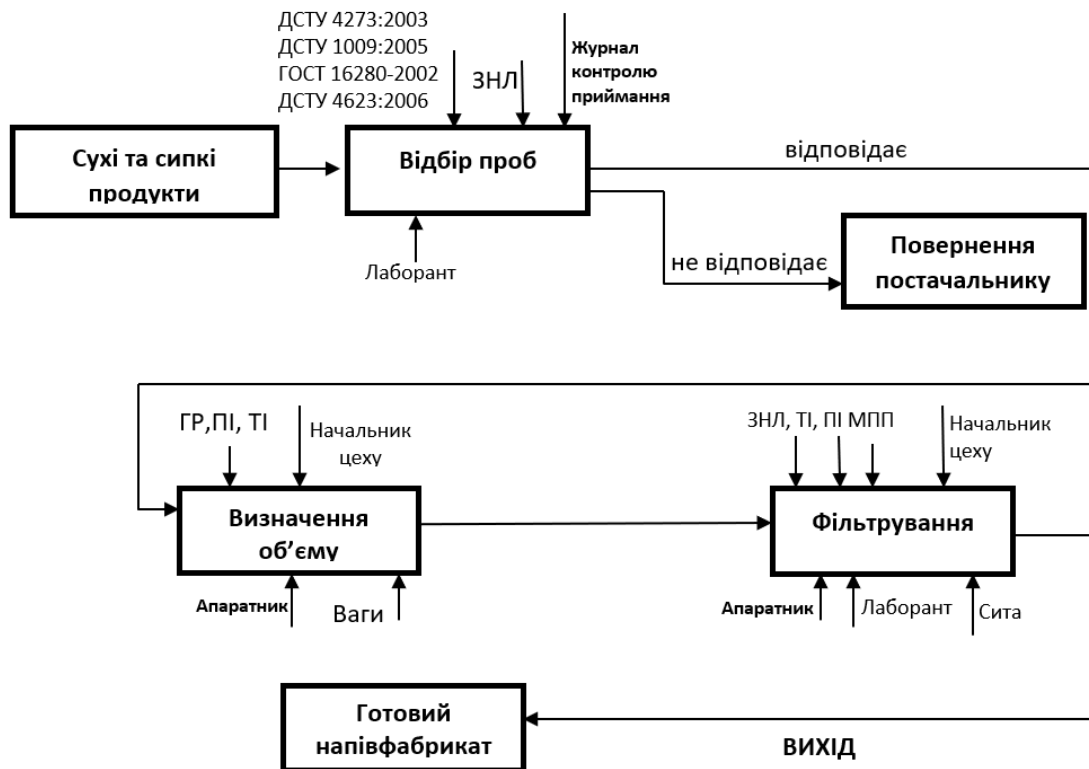 ДСТУ 4273:2003
ДСТУ 1009:2005
ГОСТ 16280-2002
ДСТУ 4623:2006
ЗНЛ
Журнал
контролю
приймання
Сухі та сипкі
продукти
Відбір проб
відповідає
Лаборант
не відповідає
Повернення
постачальнику
ГР,ПІ, ТІ
Начальник
цеху
ЗНЛ, ТІ, ПІ МПП
Начальник
цеху
Визначення
об’єму
Фільтрування
Апаратник
Ваги
Апаратник
Лаборант
Сита
Готовий
напівфабрикат
ВИХІД